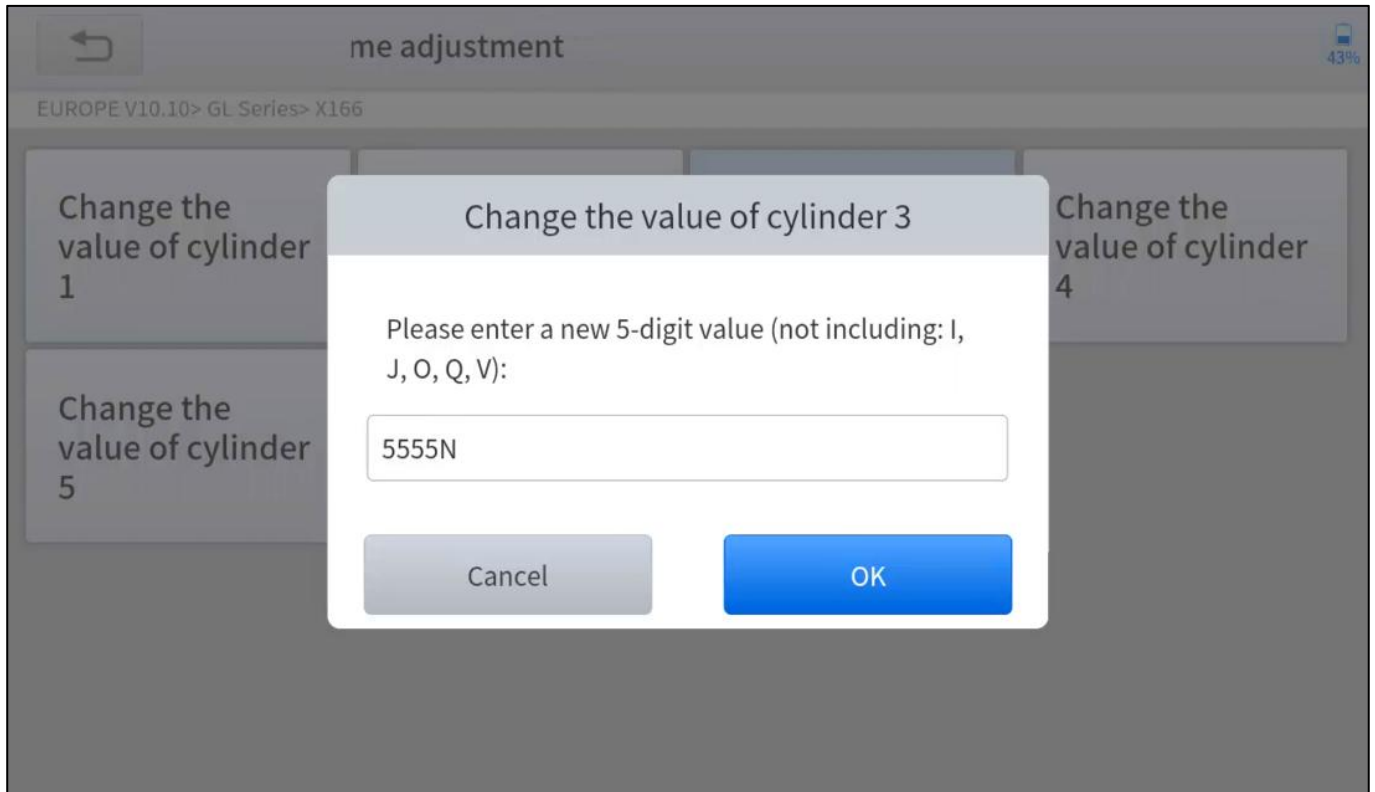 me adjustment
43%
EUROPE V10.10> GL Series> X166
Change the
value of cylinder
1
Change the
value of cylinder
4
Change the
value of cylinder
5
Change the value of cylinder 3
Please enter a new 5-digit value (not including: I,
J, O, Q, V):
5555N
Cancel
OK